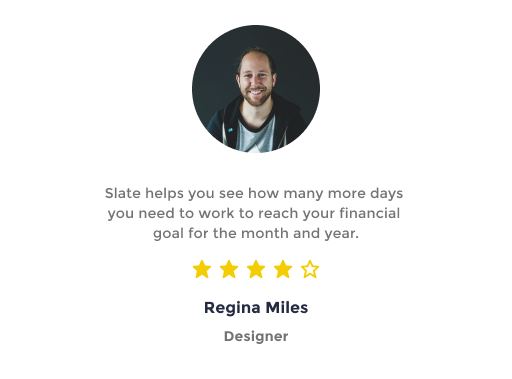 Slate helps you see how many more days
you need to work to reach your financial
goal for the month and year.
Regina Miles
Designer